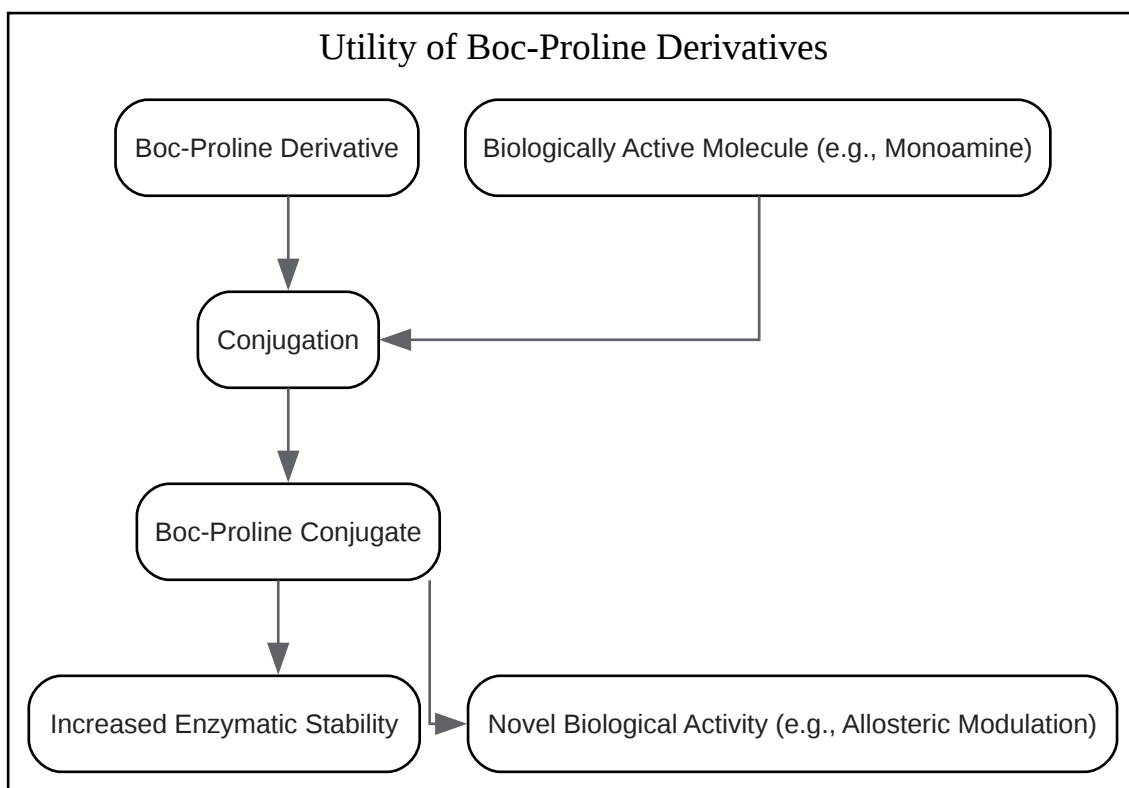 Utility of Boc-Proline Derivatives
Boc-Proline Derivative
Biologically Active Molecule (e.g., Monoamine)
Conjugation
Boc-Proline Conjugate
Increased Enzymatic Stability
Novel Biological Activity (e.g., Allosteric Modulation)